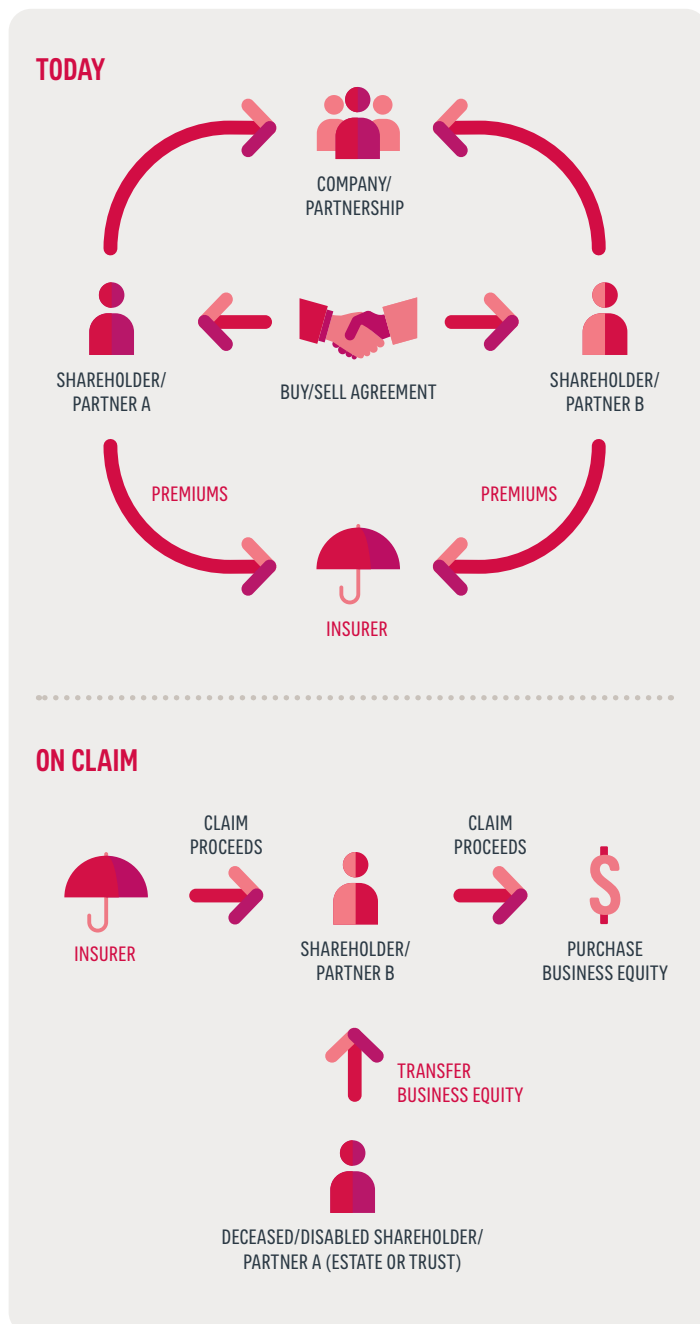 TODAY
COMPANY/
PARTNERSHIP
SHAREHOLDER/
PARTNER A
BUY/SELL AGREEMENT
SHAREHOLDER/
PARTNER B
PREMIUMS
PREMIUMS
INSURER
ON CLAIM
CLAIM
PROCEEDS
CLAIM
PROCEEDS
INSURER
SHAREHOLDER/
PARTNER B
$
PURCHASE
BUSINESS EQUITY
TRANSFER
BUSINESS EQUITY
DECEASED/DISABLED SHAREHOLDER/
PARTNER A (ESTATE OR TRUST)